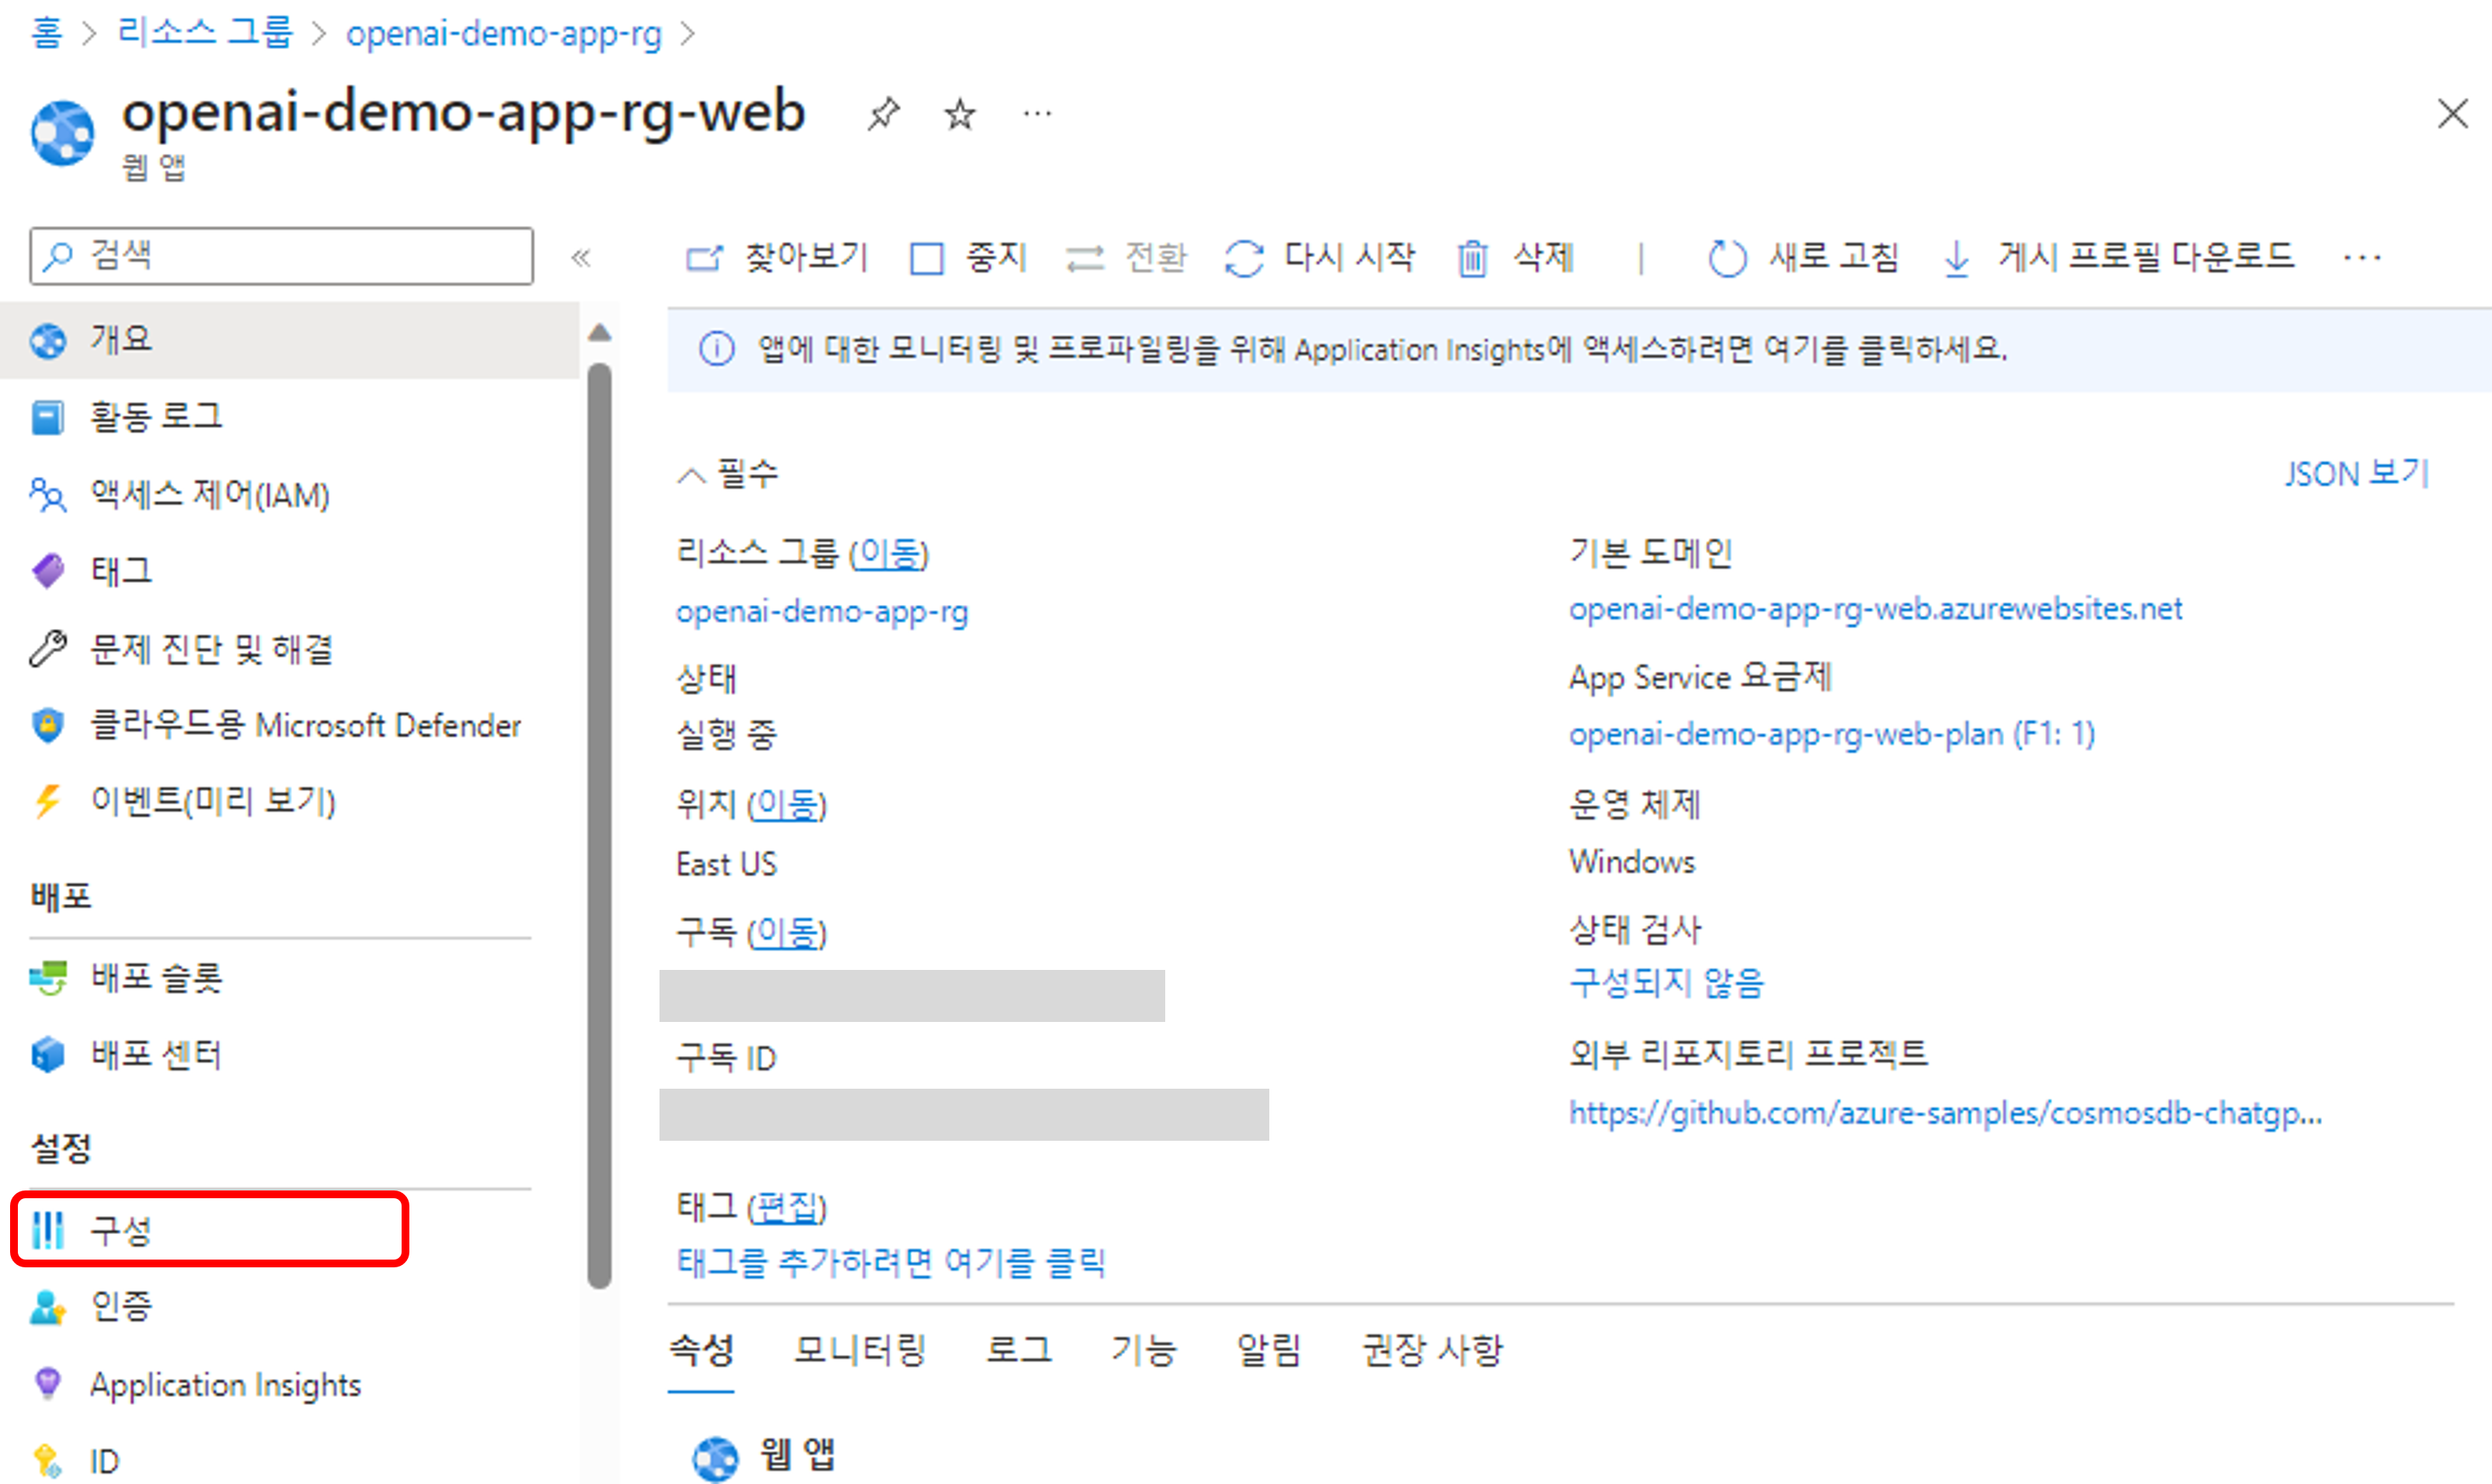 홈 > 리소스 그룹 > openai-demo-app-rg >
openai-demo-app-rg-web
웹 앱
검색
개요
활동 로그
액세스 제어(IAM)
태그
문제 진단 및 해결
클라우드용 Microsoft Defender
이벤트(미리 보기)
배포
배포 슬롯
배포 센터
설정
구성
인증
Application Insights
ID
찾아보기 중지 전환 다시 시작 삭제 | 새로 고침 게시 프로필 다운로드 ...
앱에 대한 모니터링 및 프로파일링을 위해 Application Insights에 액세스하려면 여기를 클릭하세요.
필수
JSON 보기
리소스 그룹 (이동)
openai-demo-app-rg
상태
실행 중
위치 (이동)
East US
구독 (이동)
구독 ID
기본 도메인
openai-demo-app-rg-web.azurewebsites.net
App Service 요금제
openai-demo-app-rg-web-plan (F1: 1)
운영 체제
Windows
상태 검사
구성되지 않음
외부 리포지토리 프로젝트
https://github.com/azure-samples/cosmosdb-chatgp...
태그 (편집)
태그를 추가하려면 여기를 클릭
속성 모니터링 로그 기능 알림 권장 사항
웹 앱